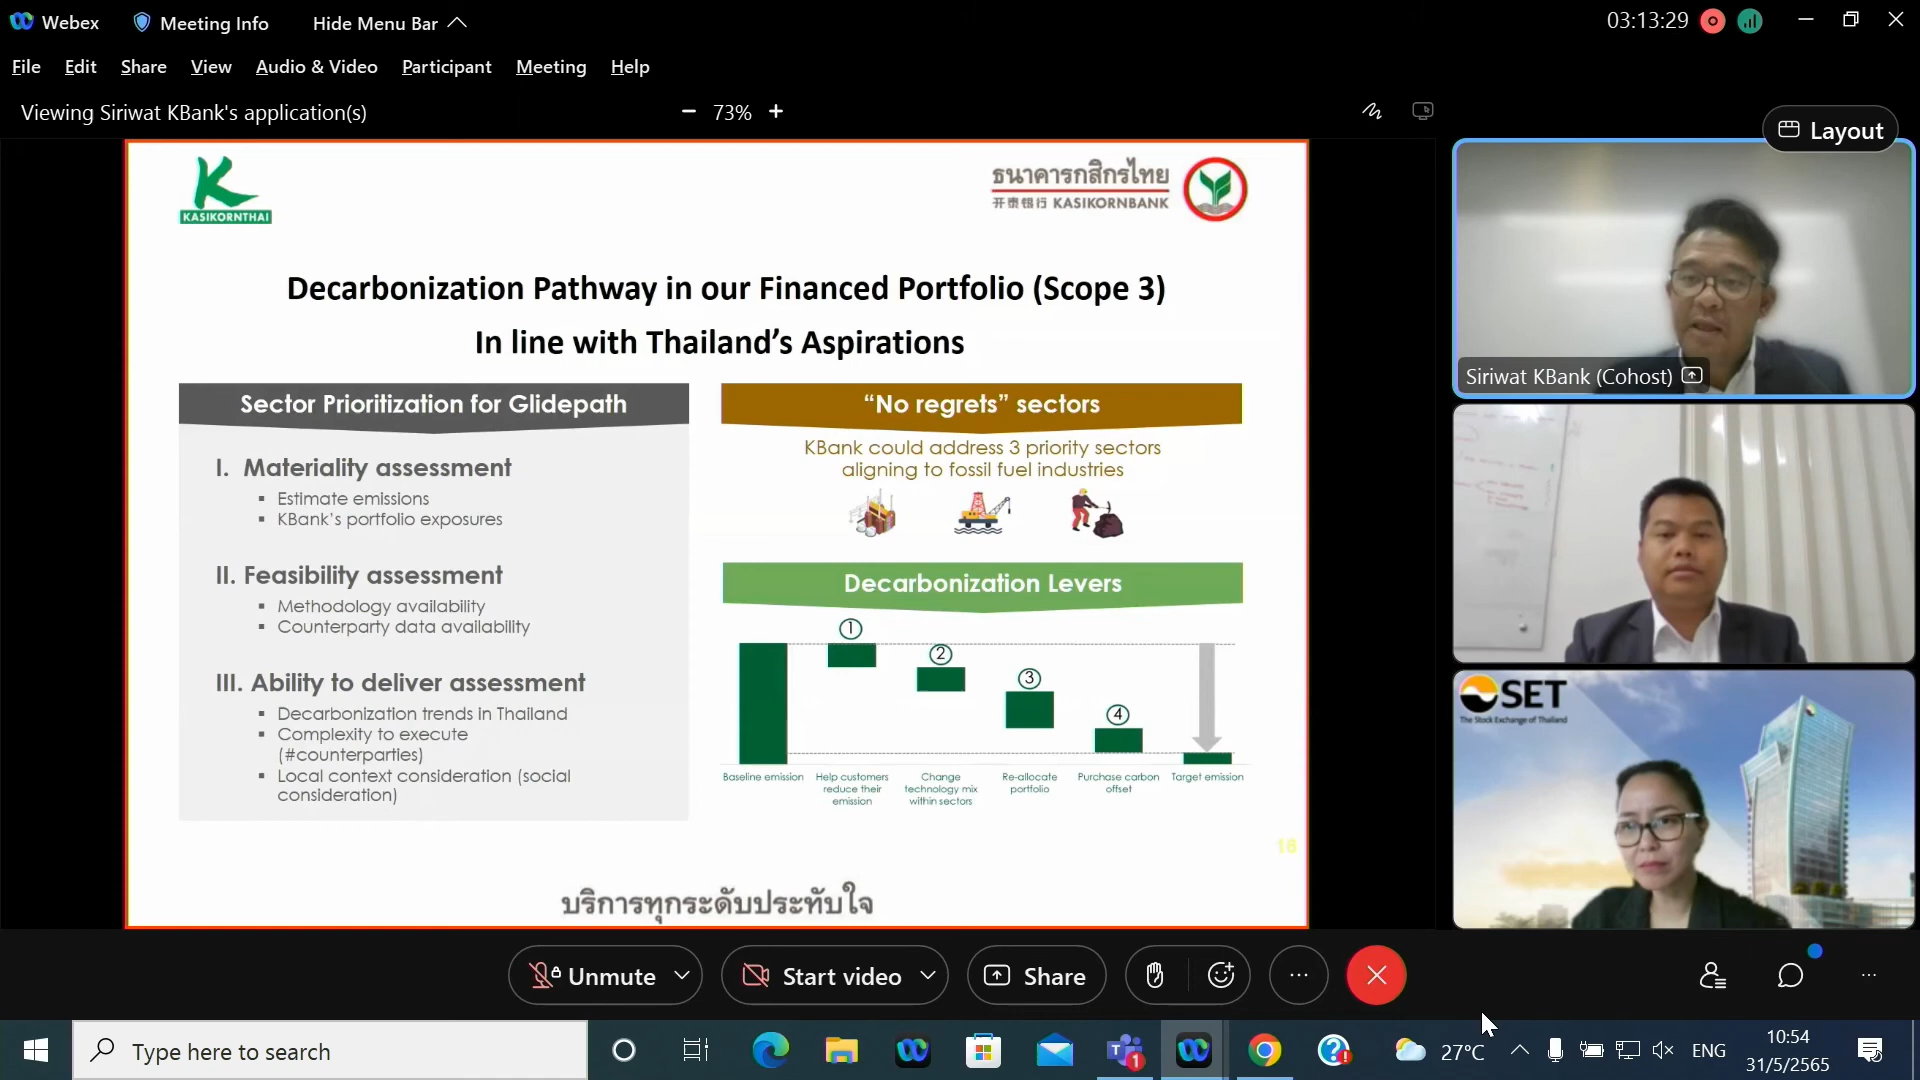 Webex
Meeting Info
Hide Menu Bar
03:13:29
File Edit Share View Audio & Video Participant Meeting Help
Viewing Siriwat KBank's application(s)
73%
Layout
KASIKORNTHAI
ธนาคารกสิกรไทย
开泰银行 KASIKORNBANK
Decarbonization Pathway in our Financed Portfolio (Scope 3)
In line with Thailand's Aspirations
Sector Prioritization for Glidepath
I. Materiality assessment
▪ Estimate emissions
▪ KBank's portfolio exposures
II. Feasibility assessment
▪ Methodology availability
▪ Counterparty data availability
III. Ability to deliver assessment
▪ Decarbonization trends in Thailand
▪ Complexity to execute
(#counterparties)
▪ Local context consideration (social
consideration)
“No regrets” sectors
KBank could address 3 priority sectors
aligning to fossil fuel industries
Decarbonization Levers
1
2
3
4
Baseline emission
Help customers
reduce their
emission
Change
technology mix
within sectors
Re-allocate
portfolio
Purchase carbon
offset
Target emission
18
บริการทุกระดับประทับใจ
Siriwat KBank (Cohost)
SET
The Stock Exchange of Thailand
Unmute
Start video
Share
Type here to search
1
27°C
ENG
10:54
31/5/2565